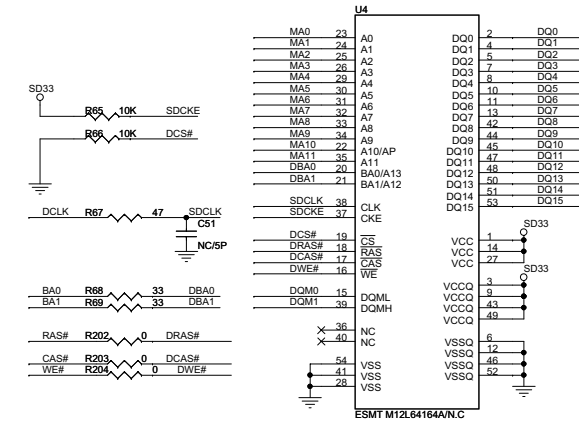 U4
MA0 23 A0 DQ0 2 DQ0
MA1 24 A1 DQ1 4 DQ1
MA2 25 A2 DQ2 5 DQ2
MA3 26 A3 DQ3 7 DQ3
MA4 29 A4 DQ4 8 DQ4
MA5 30 A5 DQ5 10 DQ5
MA6 31 A6 DQ6 11 DQ6
MA7 32 A7 DQ7 13 DQ7
MA8 33 A8 DQ8 42 DQ8
MA9 34 A9 DQ9 44 DQ9
MA10 22 A10/AP DQ10 45 DQ10
MA11 35 A11 DQ11 47 DQ11
DBA0 20 BA0/A13 DQ12 48 DQ12
DBA1 21 BA1/A12 DQ13 50 DQ13
DQ14 51 DQ14
SDCLK 38 CLK DQ15 53 DQ15
SDCKE 37 CKE
SD33
DCS# 19 CS VCC 1
DRAS# 18 RAS VCC 14
DCAS# 17 CAS VCC 27
DWE# 16 WE
SD33
VCCQ 3
DQM0 15 DQML VCCQ 9
DQM1 39 DQMH VCCQ 43
VCCQ 49
36 NC
40 NC VSSQ 6
VSSQ 12
54 VSS VSSQ 46
41 VSS VSSQ 52
28 VSS
ESMT M12L64164A/N.C
SD33
R65 10K SDCKE
R66 10K DCS#
DCLK R67 47 SDCLK
C51
NC/5P
BA0 R68 33 DBA0
BA1 R69 33 DBA1
RAS# R202 0 DRAS#
CAS# R203 0 DCAS#
WE# R204 0 DWE#